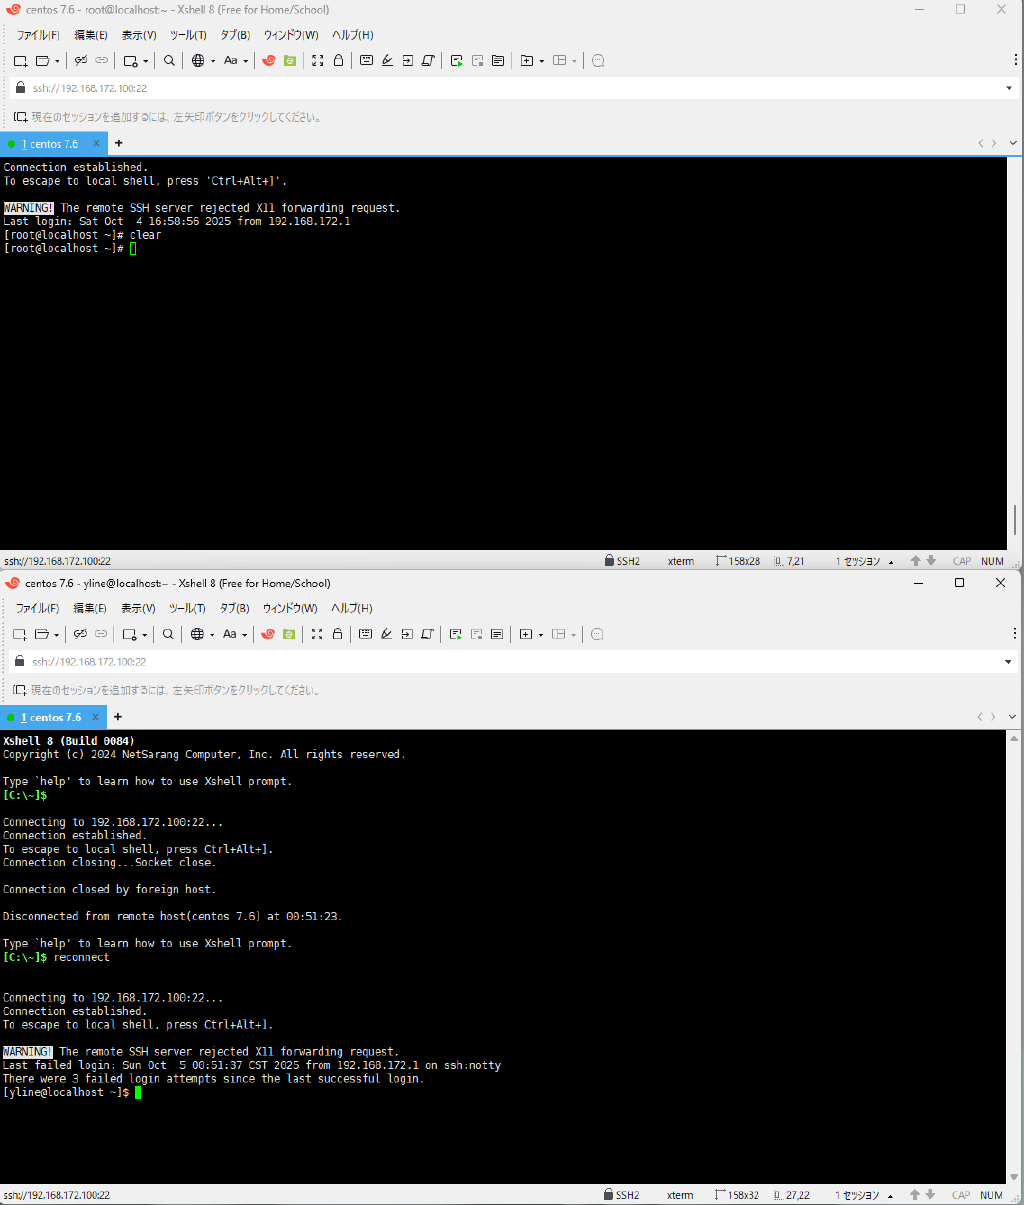 centos 7.6 - root@localhost:~ - Xshell 8 (Free for Home/School)
ファイル(F) 編集(E) 表示(V) ツール(T) タブ(B) ウィンドウ(W) ヘルプ(H)
Aa
ssh://192.168.172.100:22
現在のセッションを追加するには、左矢印ボタンをクリックしてください。
1 centos 7.6 × +
Connection established.
To escape to local shell, press 'Ctrl+Alt+]'.
WARNING! The remote SSH server rejected X11 forwarding request.
Last login: Sat Oct  4 16:58:56 2025 from 192.168.172.1
[root@localhost ~]# clear
[root@localhost ~]#
ssh://192.168.172.100:22 SSH2 xterm 158x28 7,21 1 セッション CAP NUM
centos 7.6 - yline@localhost:~ - Xshell 8 (Free for Home/School)
ファイル(F) 編集(E) 表示(V) ツール(T) タブ(B) ウィンドウ(W) ヘルプ(H)
Aa
ssh://192.168.172.100:22
現在のセッションを追加するには、左矢印ボタンをクリックしてください。
1 centos 7.6 × +
Xshell 8 (Build 0084)
Copyright (c) 2024 NetSarang Computer, Inc. All rights reserved.
Type `help' to learn how to use Xshell prompt.
[C:\~]$
Connecting to 192.168.172.100:22...
Connection established.
To escape to local shell, press Ctrl+Alt+].
Connection closing...Socket close.
Connection closed by foreign host.
Disconnected from remote host(centos 7.6) at 00:51:23.
Type `help' to learn how to use Xshell prompt.
[C:\~]$ reconnect
Connecting to 192.168.172.100:22...
Connection established.
To escape to local shell, press Ctrl+Alt+].
WARNING! The remote SSH server rejected X11 forwarding request.
Last failed login: Sun Oct  5 00:51:37 CST 2025 from 192.168.172.1 on ssh:notty
There were 3 failed login attempts since the last successful login.
[yline@localhost ~]$
ssh://192.168.172.100:22 SSH2 xterm 158x32 27,22 1 セッション CAP NUM